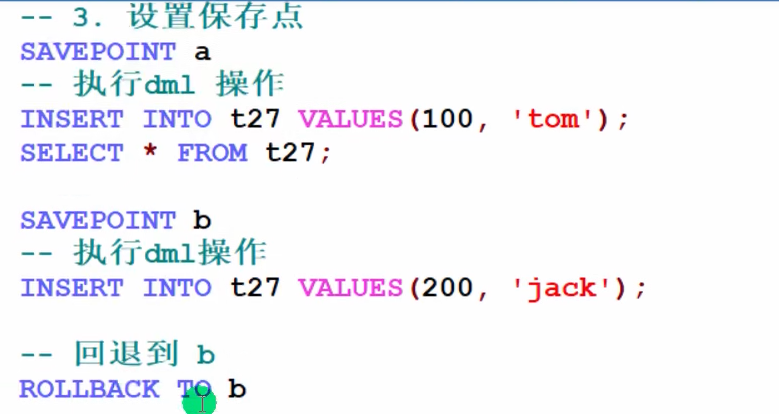 -- 3. 设置保存点
SAVEPOINT a
-- 执行dml 操作
INSERT INTO t27 VALUES(100, 'tom');
SELECT * FROM t27;
SAVEPOINT b
-- 执行dml操作
INSERT INTO t27 VALUES(200, 'jack');
-- 回退到 b
ROLLBACK TO b